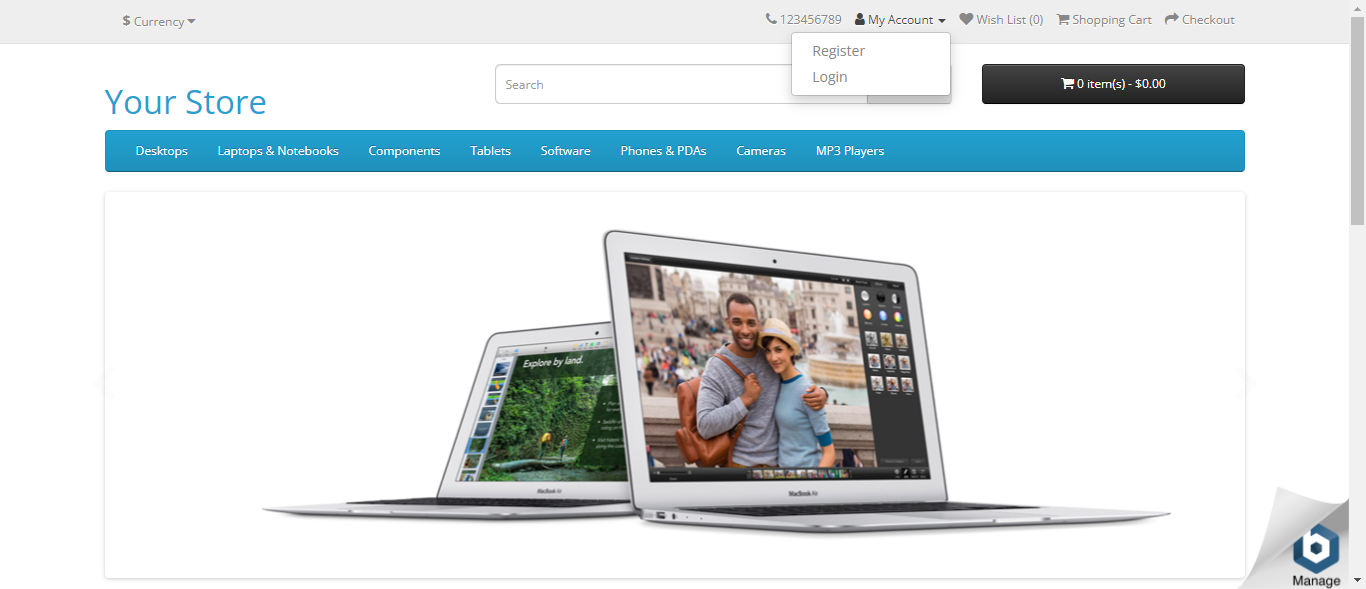 $ Currency
123456789 My Account Wish List (0) Shopping Cart Checkout
Register
Login
Search
0 item(s) - $0.00
Your Store
Desktops Laptops & Notebooks Components Tablets Software Phones & PDAs Cameras MP3 Players
Explore by land.
MacBook Air
MacBook Air
Manage